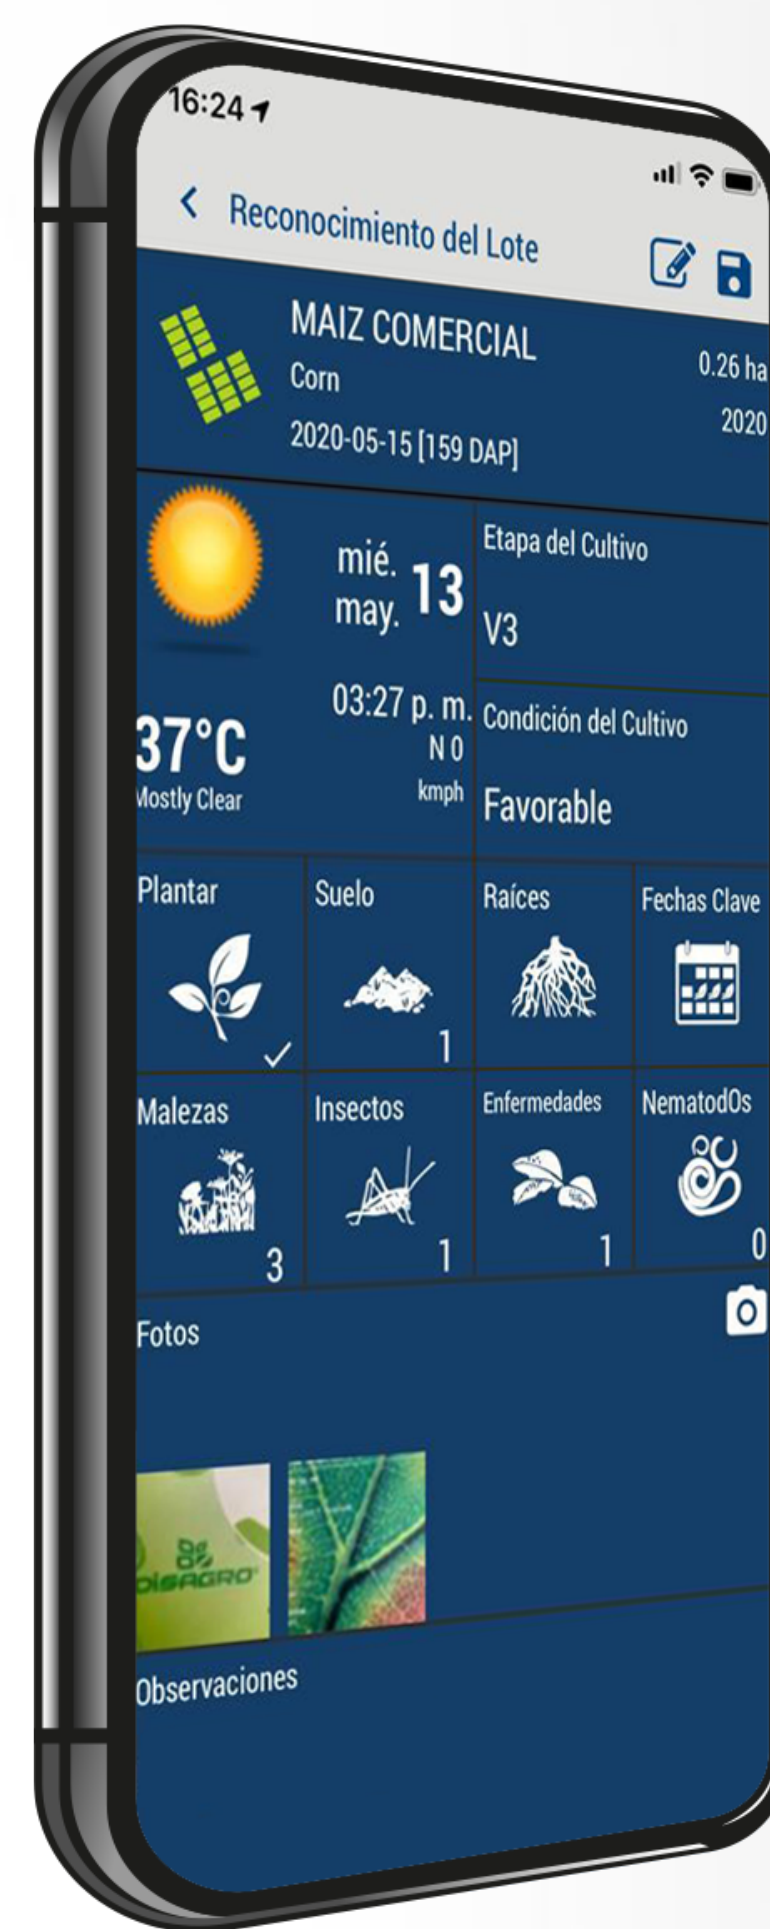 16:24
Reconocimiento del Lote
MAIZ COMERCIAL
0.26 ha
Corn
2020
2020-05-15 [159 DAP]
mié. 13
may.
Etapa del Cultivo
V3
37°C
Mostly Clear
03:27 p. m.
N 0
kmph
Condición del Cultivo
Favorable
Plantar
Suelo
1
Raíces
Fechas Clave
Malezas
3
Insectos
1
Enfermedades
1
NematodOs
0
Fotos
DISAGRO
Observaciones